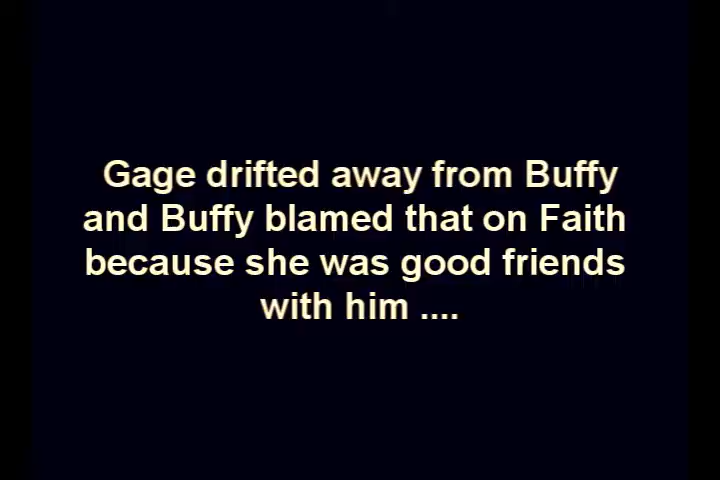 Gage drifted away from Buffy
and Buffy blamed that on Faith
because she was good friends
with him ....